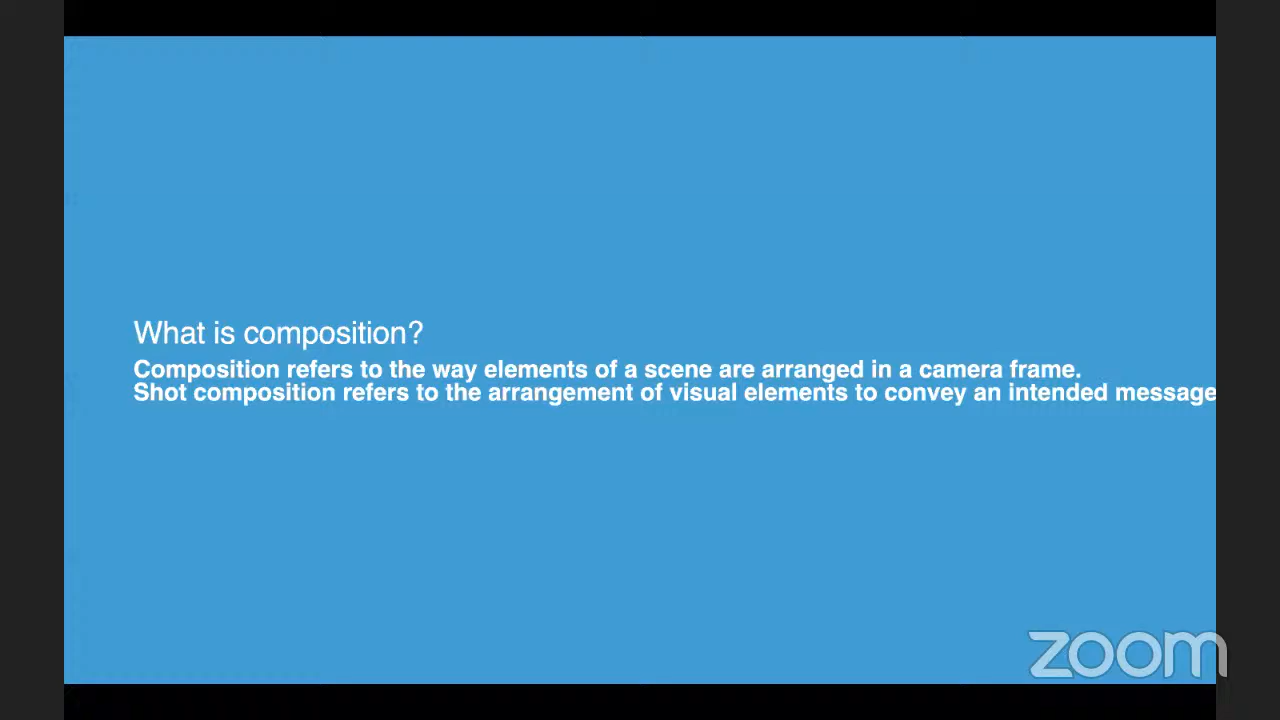 What is composition?
Composition refers to the way elements of a scene are arranged in a camera frame.
Shot composition refers to the arrangement of visual elements to convey an intended message
zoom